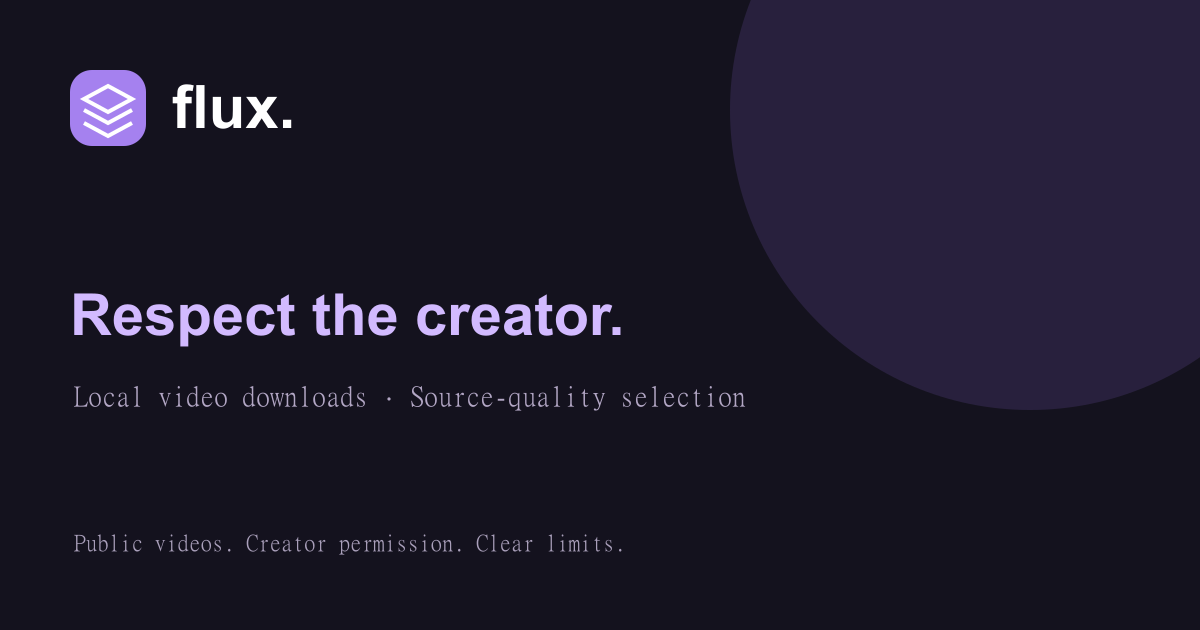 flux.
Respect the creator.
Local video downloads · Source-quality selection
Public videos. Creator permission. Clear limits.